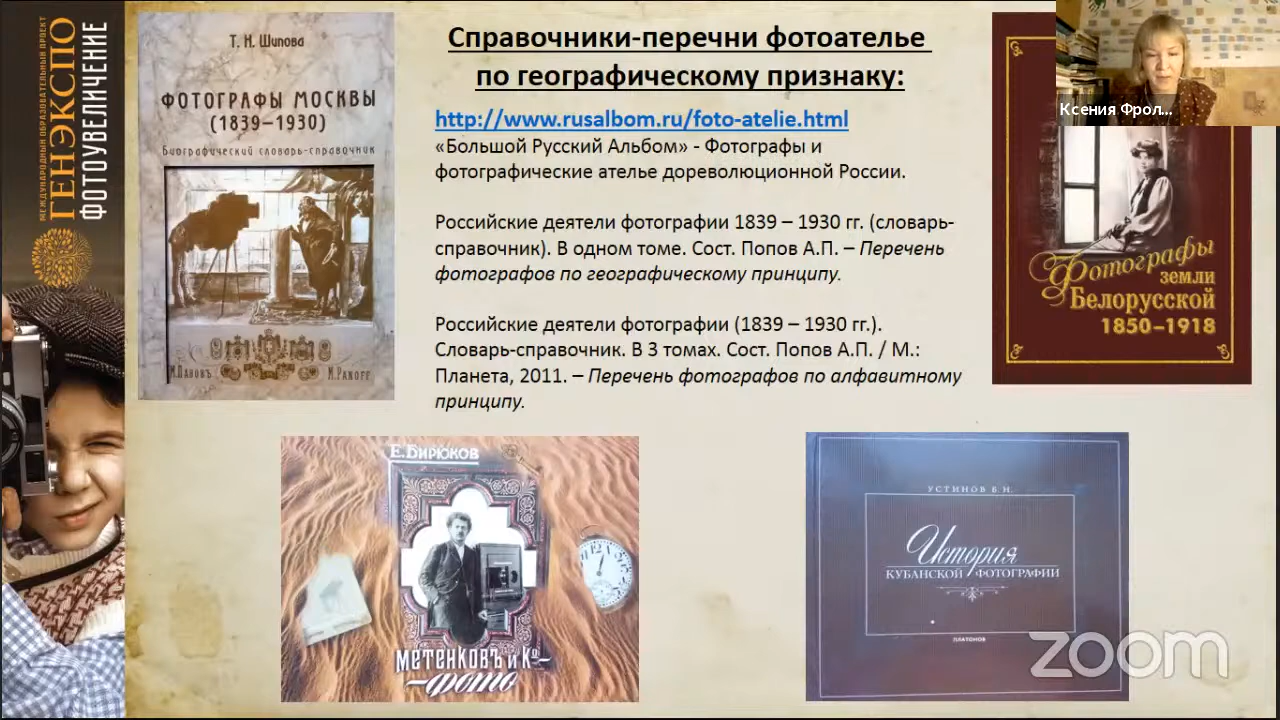 МЕЖДУНАРОДНЫЙ ОБРАЗОВАТЕЛЬНЫЙ ПРОЕКТ
ГЕНЭКСПО
ФОТОУВЕЛИЧЕНИЕ
Т. Н. Шипова
ФОТОГРАФЫ МОСКВЫ
(1839–1930)
Биографический словарь-справочник
М.Пановъ
Справочники-перечни фотоателье
по географическому признаку:
http://www.rusalbom.ru/foto-atelie.html
«Большой Русский Альбом» - Фотографы и
фотографические ателье дореволюционной России.
Российские деятели фотографии 1839 – 1930 гг. (словарь-
справочник). В одном томе. Сост. Попов А.П. – Перечень
фотографов по географическому принципу.
Российские деятели фотографии (1839 – 1930 гг.).
Словарь-справочник. В 3 томах. Сост. Попов А.П. / М.:
Планета, 2011. – Перечень фотографов по алфавитному
принципу.
Ксения Фрол...
Фотографы
земли
Белорусской
1850–1918
Е.Бирюков
Метенковъ и Ко–
–фото
УСТИНОВ Б.И.
История
КУБАНСКОЙ ФОТОГРАФИИ
ПЛАТОНОВ
zoom